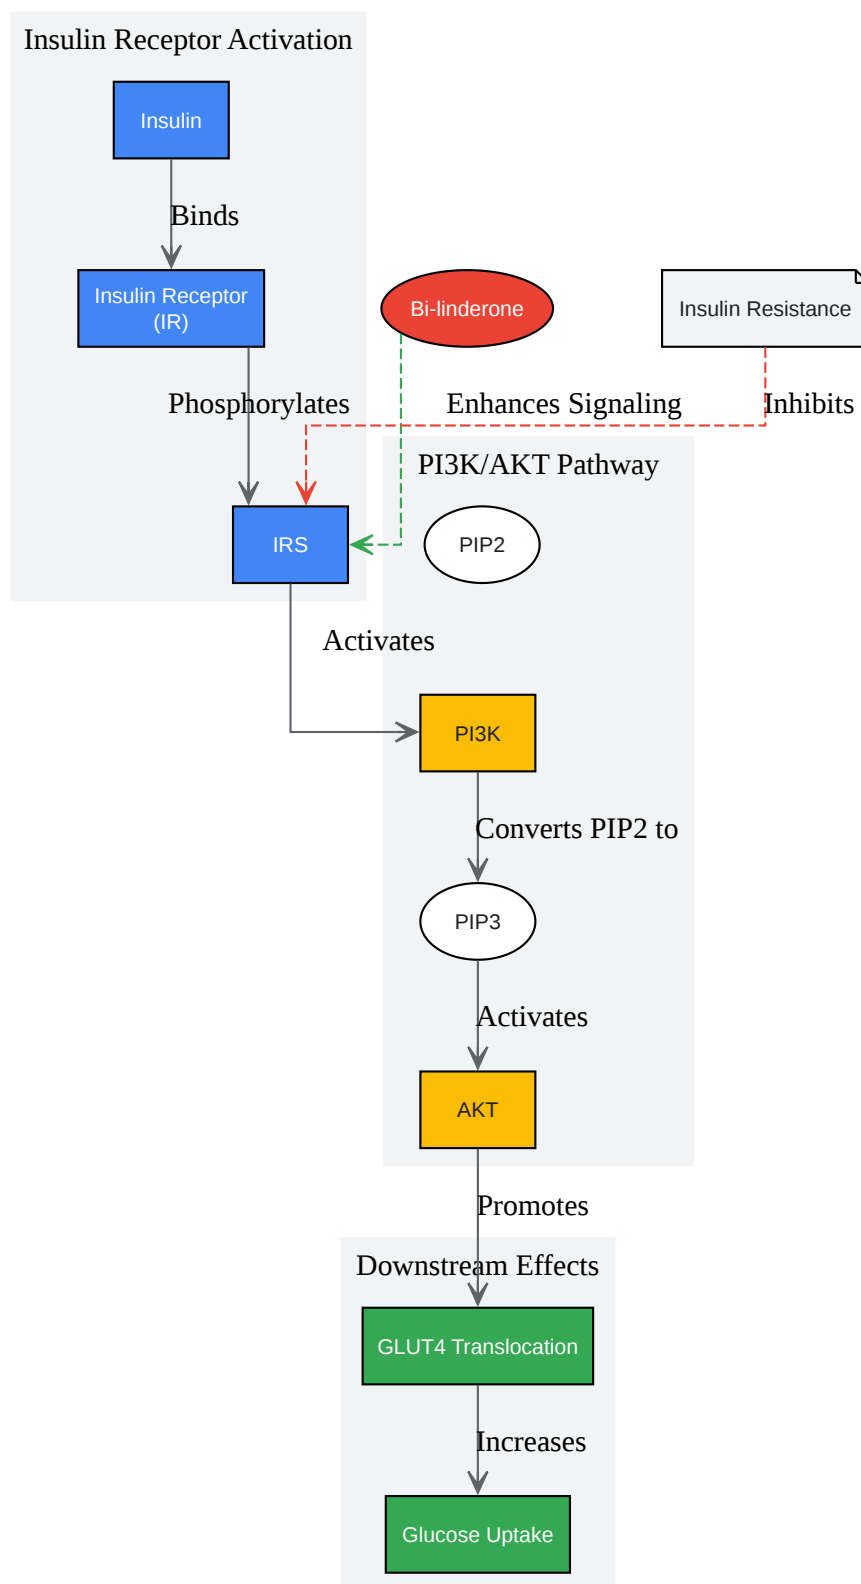 Insulin Receptor Activation
Insulin
Binds
Insulin Receptor
(IR)
Bi-linderone
Insulin Resistance
Phosphorylates
Enhances Signaling
Inhibits
PI3K/AKT Pathway
IRS
PIP2
Activates
PI3K
Converts PIP2 to
PIP3
Activates
AKT
Promotes
Downstream Effects
GLUT4 Translocation
Increases
Glucose Uptake